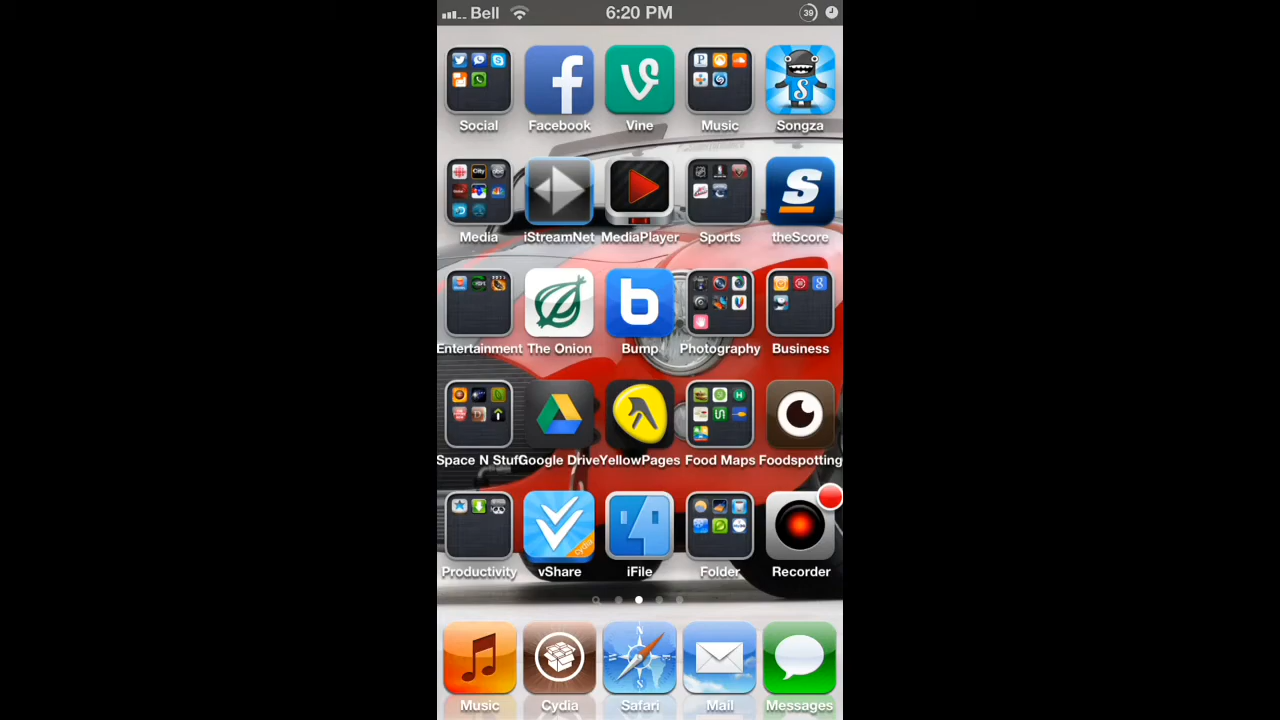 Bell 6:20 PM 39
Social Facebook Vine Music Songza
Media iStreamNet MediaPlayer Sports theScore
Entertainment The Onion Bump Photography Business
Space N Stuff Google Drive YellowPages Food Maps Foodspotting
cydia
Productivity vShare iFile Folder Recorder
Music Cydia Safari Mail Messages